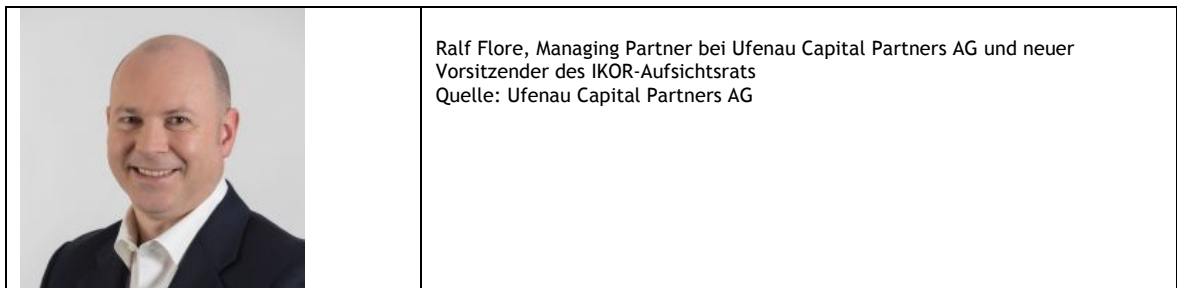 Ralf Flore, Managing Partner bei Ufenau Capital Partners AG und neuer
Vorsitzender des IKOR-Aufsichtsrats
Quelle: Ufenau Capital Partners AG